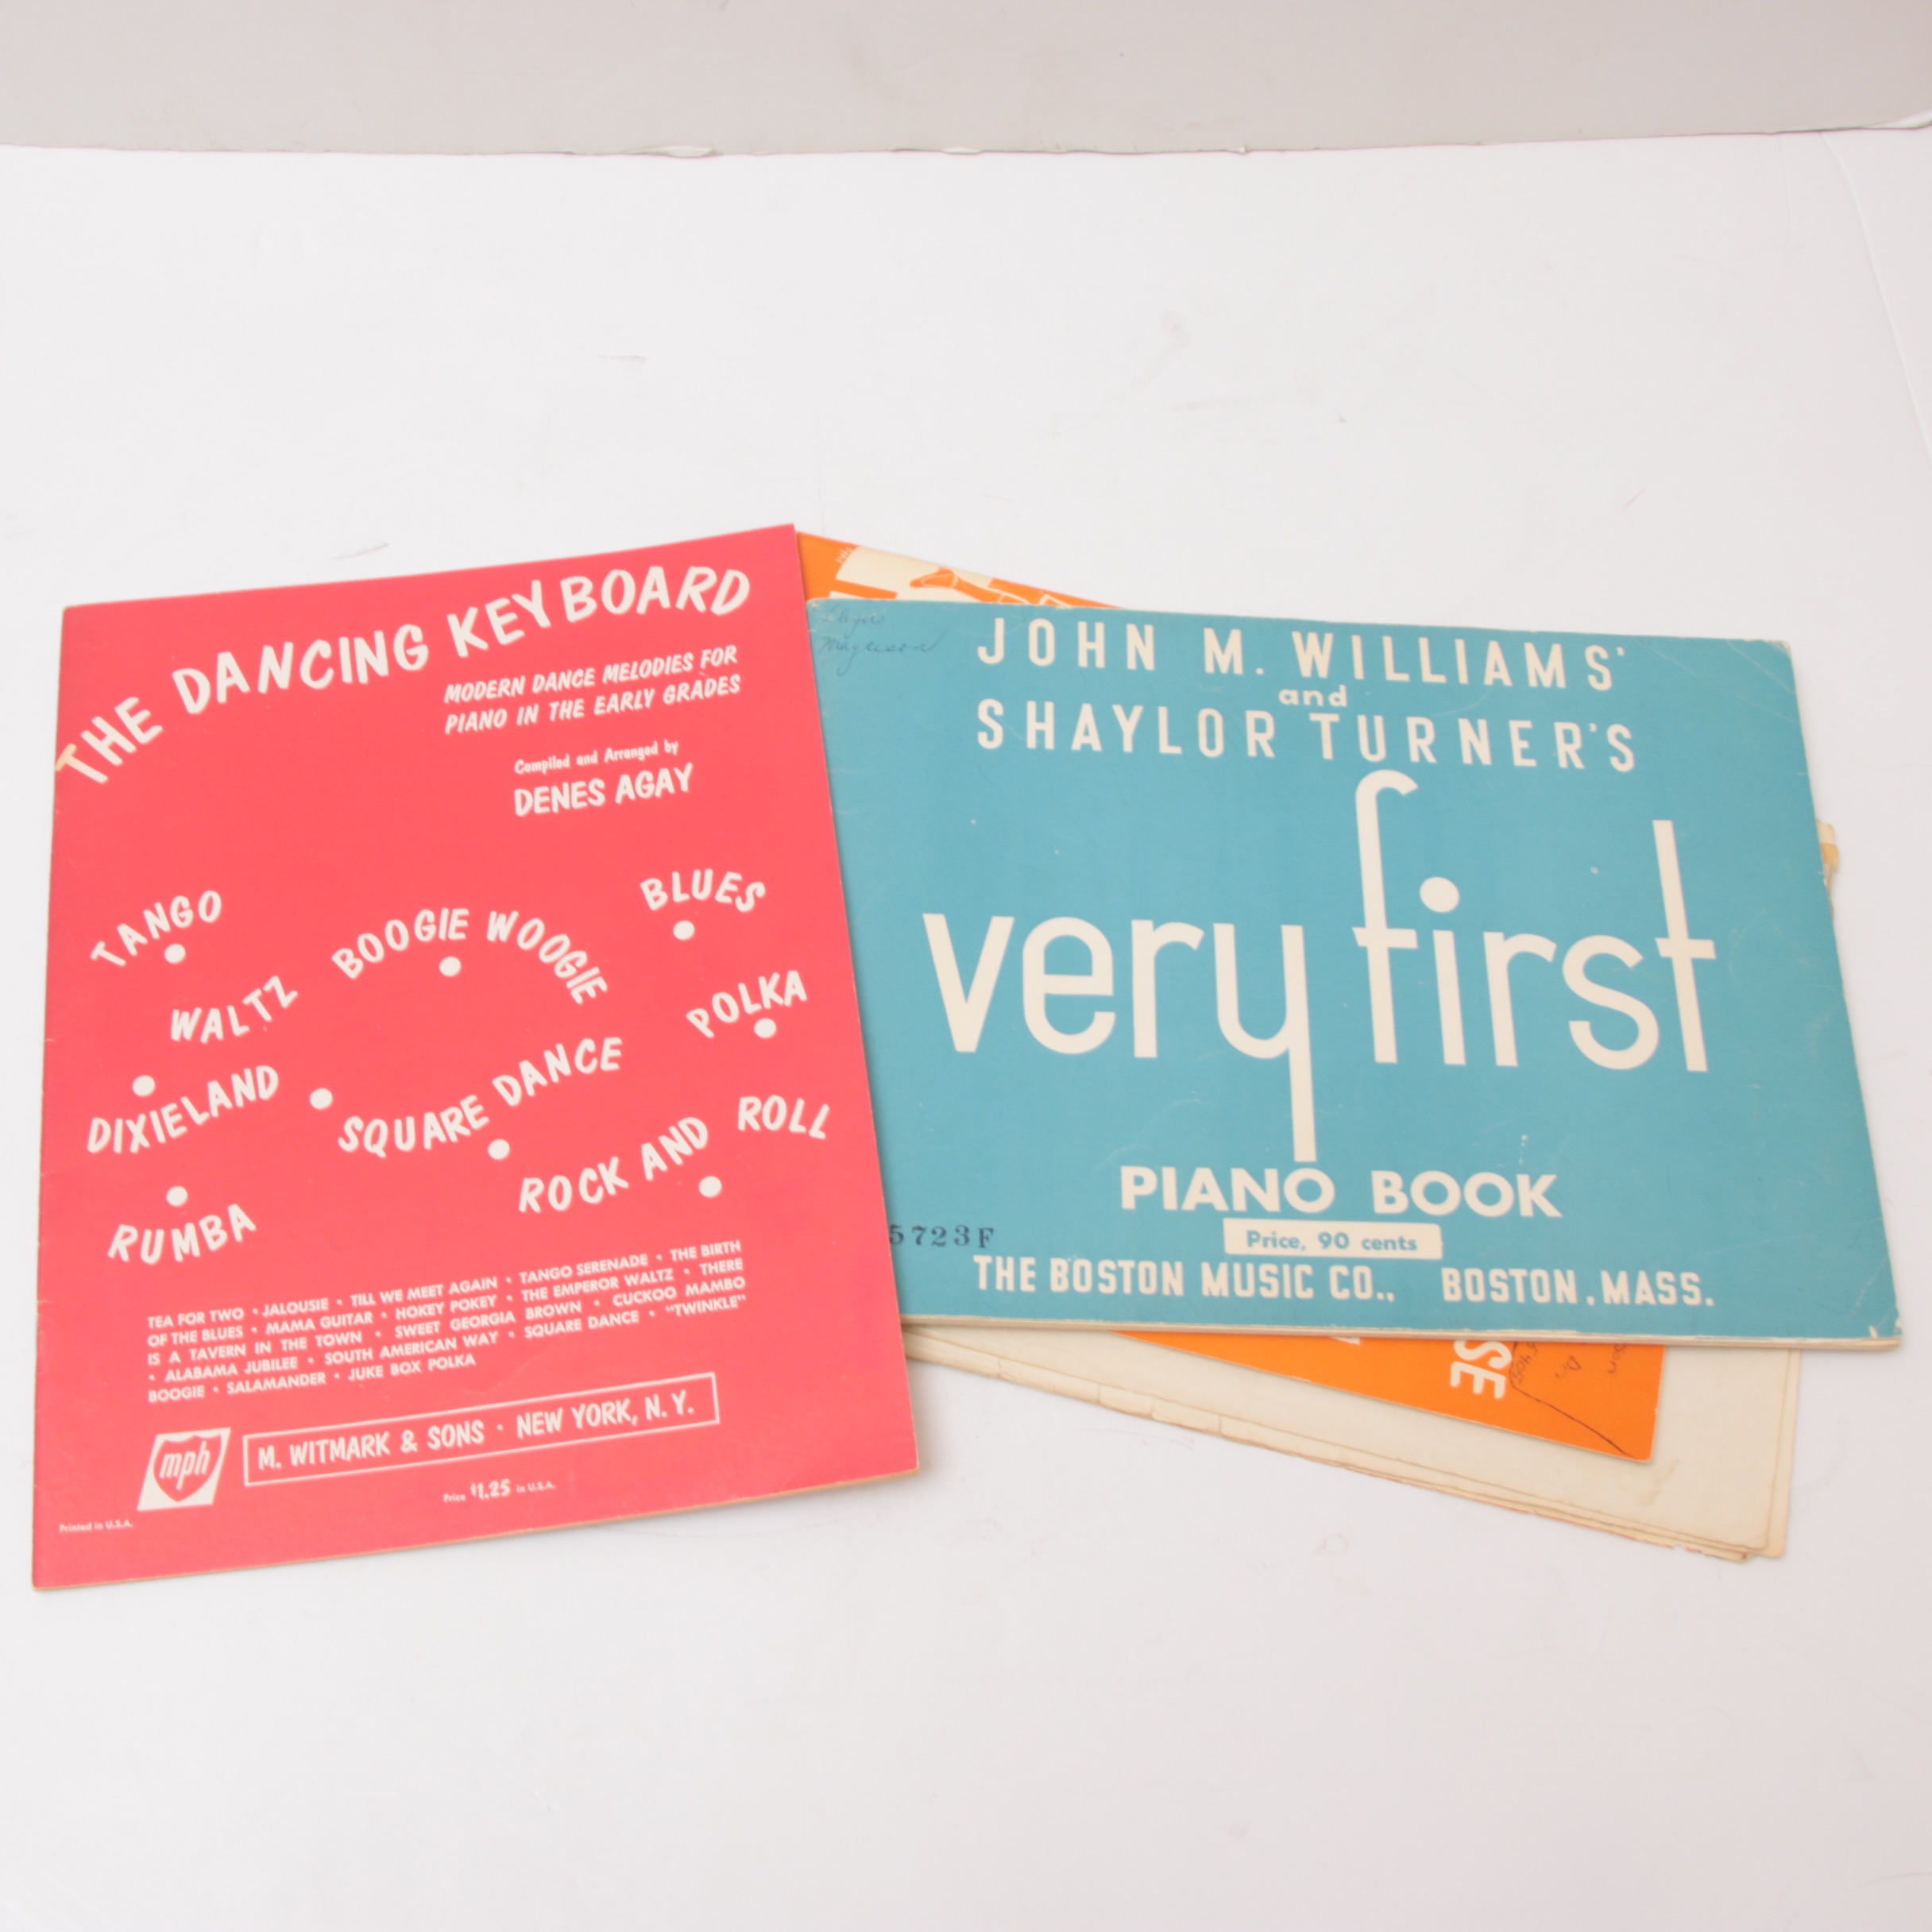 THE DANCING KEYBOARD
MODERN DANCE MELODIES FOR
PIANO IN THE EARLY GRADES
Compiled and Arranged by
DENES AGAY
TANGO
BOOGIE WOOGIE
BLUES
WALTZ
POLKA
DIXIELAND
SQUARE DANCE
ROCK AND ROLL
RUMBA
TEA FOR TWO • JALOUSIE • TILL WE MEET AGAIN • TANGO SERENADE • THE BIRTH
OF THE BLUES • MAMA GUITAR • HOKEY POKEY • THE EMPEROR WALTZ • THERE
IS A TAVERN IN THE TOWN • SWEET GEORGIA BROWN • CUCKOO MAMBO
• ALABAMA JUBILEE • SOUTH AMERICAN WAY • SQUARE DANCE • "TWINKLE"
BOOGIE • SALAMANDER • JUKE BOX POLKA
mph
M. WITMARK & SONS • NEW YORK, N. Y.
Price $1.25 in U.S.A.
Printed in U.S.A.
JOHN M. WILLIAMS'
and
SHAYLOR TURNER'S
very first
PIANO BOOK
Price, 90 cents
5723F
THE BOSTON MUSIC CO., BOSTON, MASS.
SE